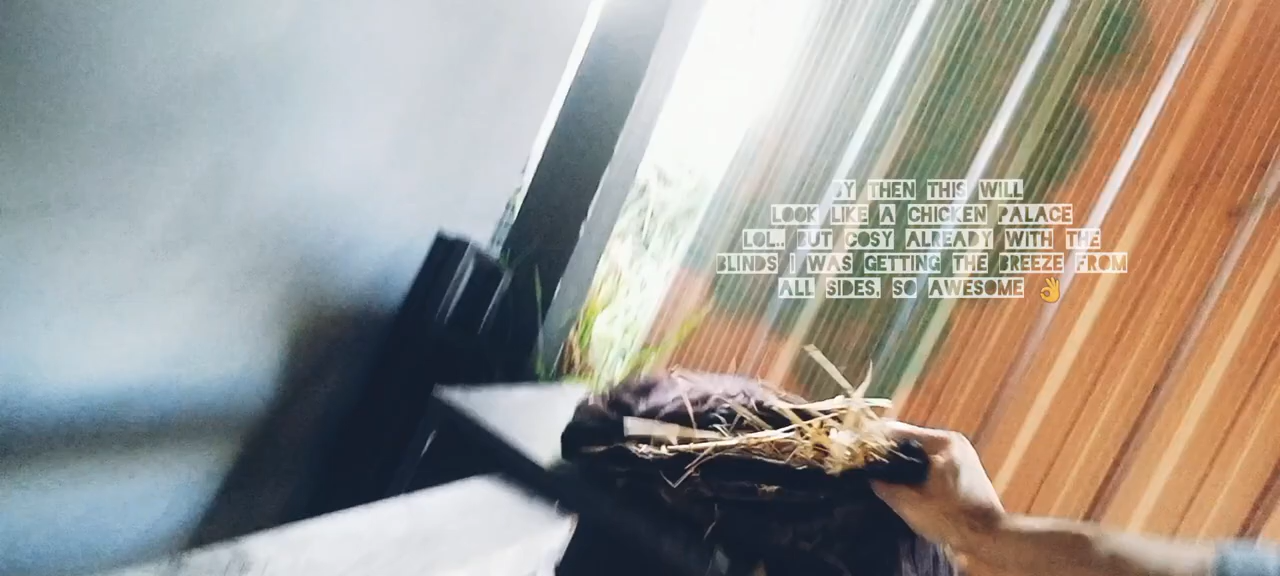 BY THEN THIS WILL
LOOK LIKE A CHICKEN PALACE
LOL.. BUT COSY ALREADY WITH THE
BLINDS I WAS GETTING THE BREEZE FROM
ALL SIDES, SO AWESOME 👌